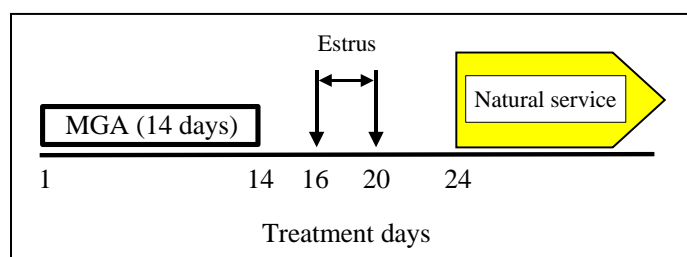 Estrus
Natural service
MGA (14 days)
1 14 16 20 24
Treatment days